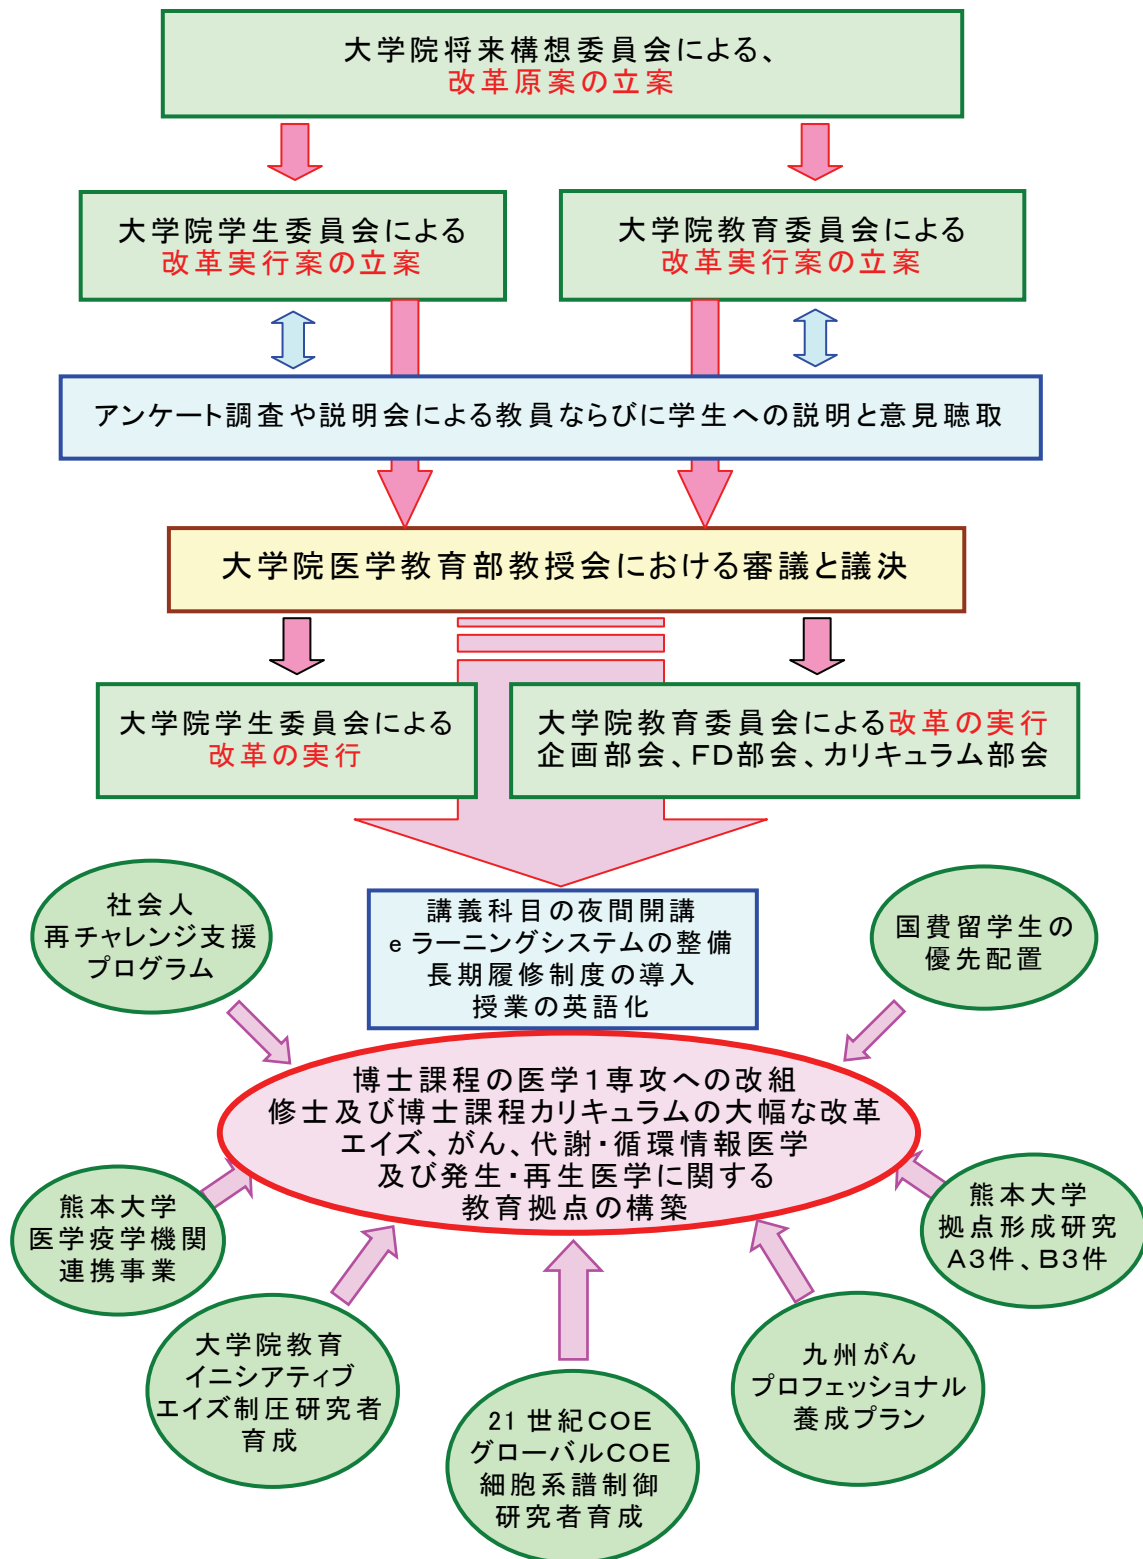 大学院将来構想委員会による、
改革原案の立案
大学院学生委員会による
改革実行案の立案
大学院教育委員会による
改革実行案の立案
アンケート調査や説明会による教員ならびに学生への説明と意見聴取
大学院医学教育部教授会における審議と議決
大学院学生委員会による
改革の実行
大学院教育委員会による改革の実行
企画部会、FD部会、カリキュラム部会
社会人
再チャレンジ支援
プログラム
講義科目の夜間開講
e ラーニングシステムの整備
長期履修制度の導入
授業の英語化
国費留学生の
優先配置
博士課程の医学1専攻への改組
修士及び博士課程カリキュラムの大幅な改革
エイズ、がん、代謝・循環情報医学
及び発生・再生医学に関する
教育拠点の構築
熊本大学
医学疫学機関
連携事業
熊本大学
拠点形成研究
A3件、B3件
大学院教育
イニシアティブ
エイズ制圧研究者
育成
21 世紀COE
グローバルCOE
細胞系譜制御
研究者育成
九州がん
プロフェッショナル
養成プラン